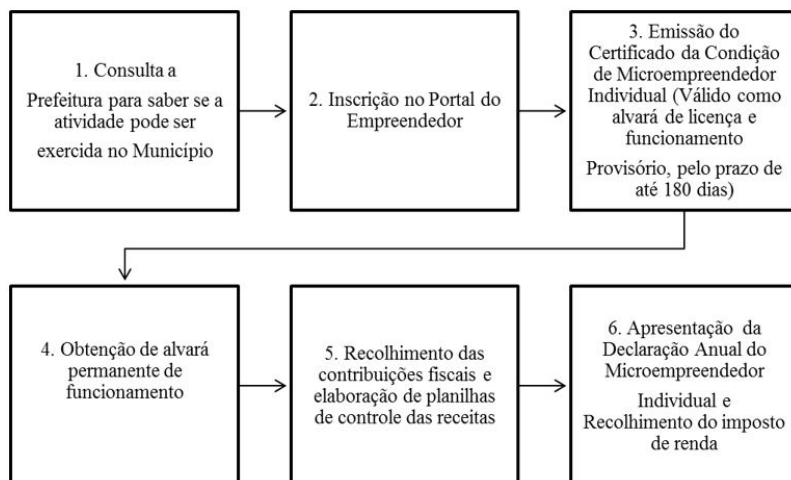 1. Consulta a
Prefeitura para saber se a
atividade pode ser
exercida no Município
2. Inscrição no Portal do
Empreendedor
3. Emissão do
Certificado da Condição
de Microempreendedor
Individual (Válido como
alvará de licença e
funcionamento
Provisório, pelo prazo de
até 180 dias)
4. Obtenção de alvará
permanente de
funcionamento
5. Recolhimento das
contribuições fiscais e
elaboração de planilhas
de controle das receitas
6. Apresentação da
Declaração Anual do
Microempreendedor
Individual e
Recolhimento do imposto
de renda